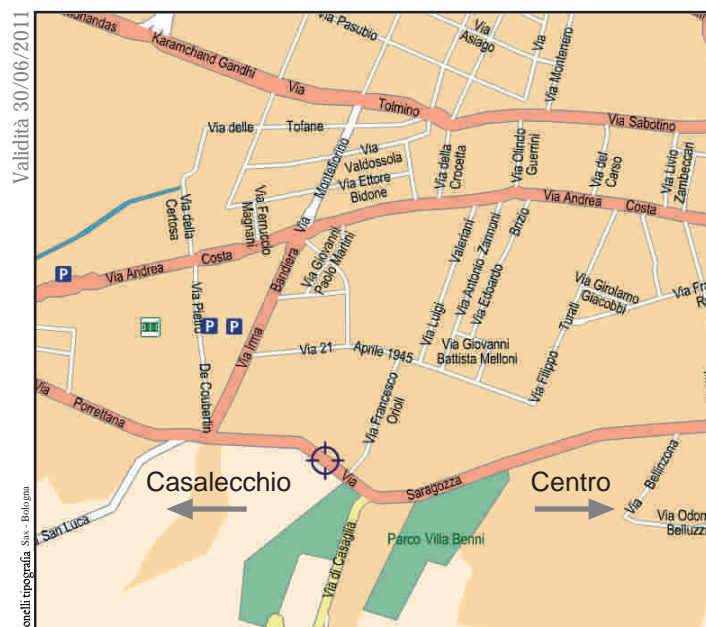 Validità 30/06/2011
onelli tipografia Sas - Bologna
Karamchand Gandhi
Via
Tolmino
Via Sabotino
Via Pasubio
Via
Asiago
Via
Via Montenero
Via delle Tofane
Via
Valdossola
Via Ettore
Bidone
Via
Montefiorino
Via della
Crocetta
Via Olindo
Guerrini
Via del
Carso
Via Livio
Zambeccari
Via della
Certosa
Via Ferruccio
Magnani
Via Andrea Costa
Via Andrea Costa
Via Giovanni
Paolo Martini
Via Luigi Valeriani
Via Antonio Zannoni
Via Edoardo Brizio
Via Girolamo
Giacobbi
P
P P
Via Pietro
De Coubertin
Via Irma Bandiera
Via 21 Aprile 1945
Via Giovanni
Battista Melloni
Via Filippo Turati
Via Francesco
Orioli
Via Porrettana
Via Saragozza
Casalecchio
Centro
San Luca
Via di Casaglia
Parco Villa Benni
Via Bellinzona
Via Odon
Belluzzi